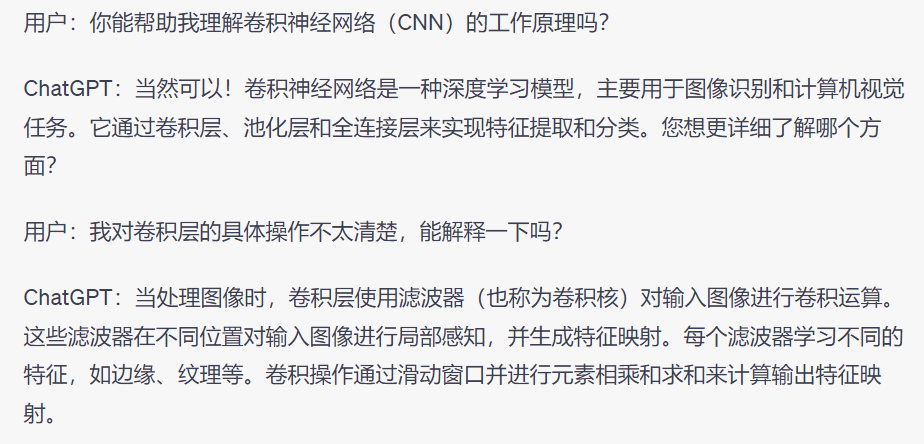 用户：你能帮助我理解卷积神经网络（CNN）的工作原理吗？
ChatGPT：当然可以！卷积神经网络是一种深度学习模型，主要用于图像识别和计算机视觉
任务。它通过卷积层、池化层和全连接层来实现特征提取和分类。您想更详细了解哪个方
面？
用户：我对卷积层的具体操作不太清楚，能解释一下吗？
ChatGPT：当处理图像时，卷积层使用滤波器（也称为卷积核）对输入图像进行卷积运算。
这些滤波器在不同位置对输入图像进行局部感知，并生成特征映射。每个滤波器学习不同的
特征，如边缘、纹理等。卷积操作通过滑动窗口并进行元素相乘和求和来计算输出特征映
射。